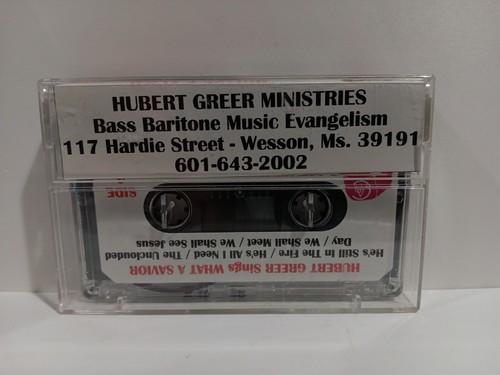 HUBERT GREER MINISTRIES
Bass Baritone Music Evangelism
117 Hardie Street - Wesson, Ms. 39191
601-643-2002
HUBERT GREER Sings WHAT A SAVIOR
He's Still In The Fire / He's All I Need / The Unclouded
Day / We Shall Meet / We Shall See Jesus
SIDE